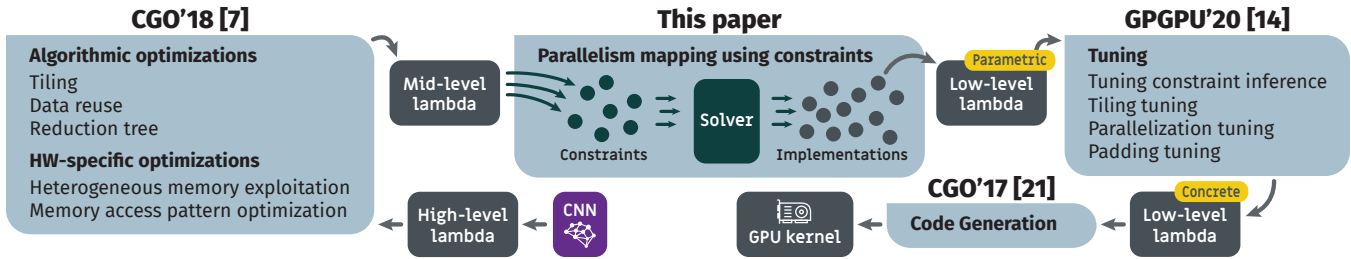 CGO'18 [7]
Algorithmic optimizations
Tiling
Data reuse
Reduction tree
HW-specific optimizations
Heterogeneous memory exploitation
Memory access pattern optimization
Mid-level
lambda
This paper
Parallelism mapping using constraints
Constraints
Solver
Implementations
Parametric
Low-level
lambda
GPGPU'20 [14]
Tuning
Tuning constraint inference
Tiling tuning
Parallelization tuning
Padding tuning
High-level
lambda
CNN
GPU kernel
CGO'17 [21]
Code Generation
Concrete
Low-level
lambda